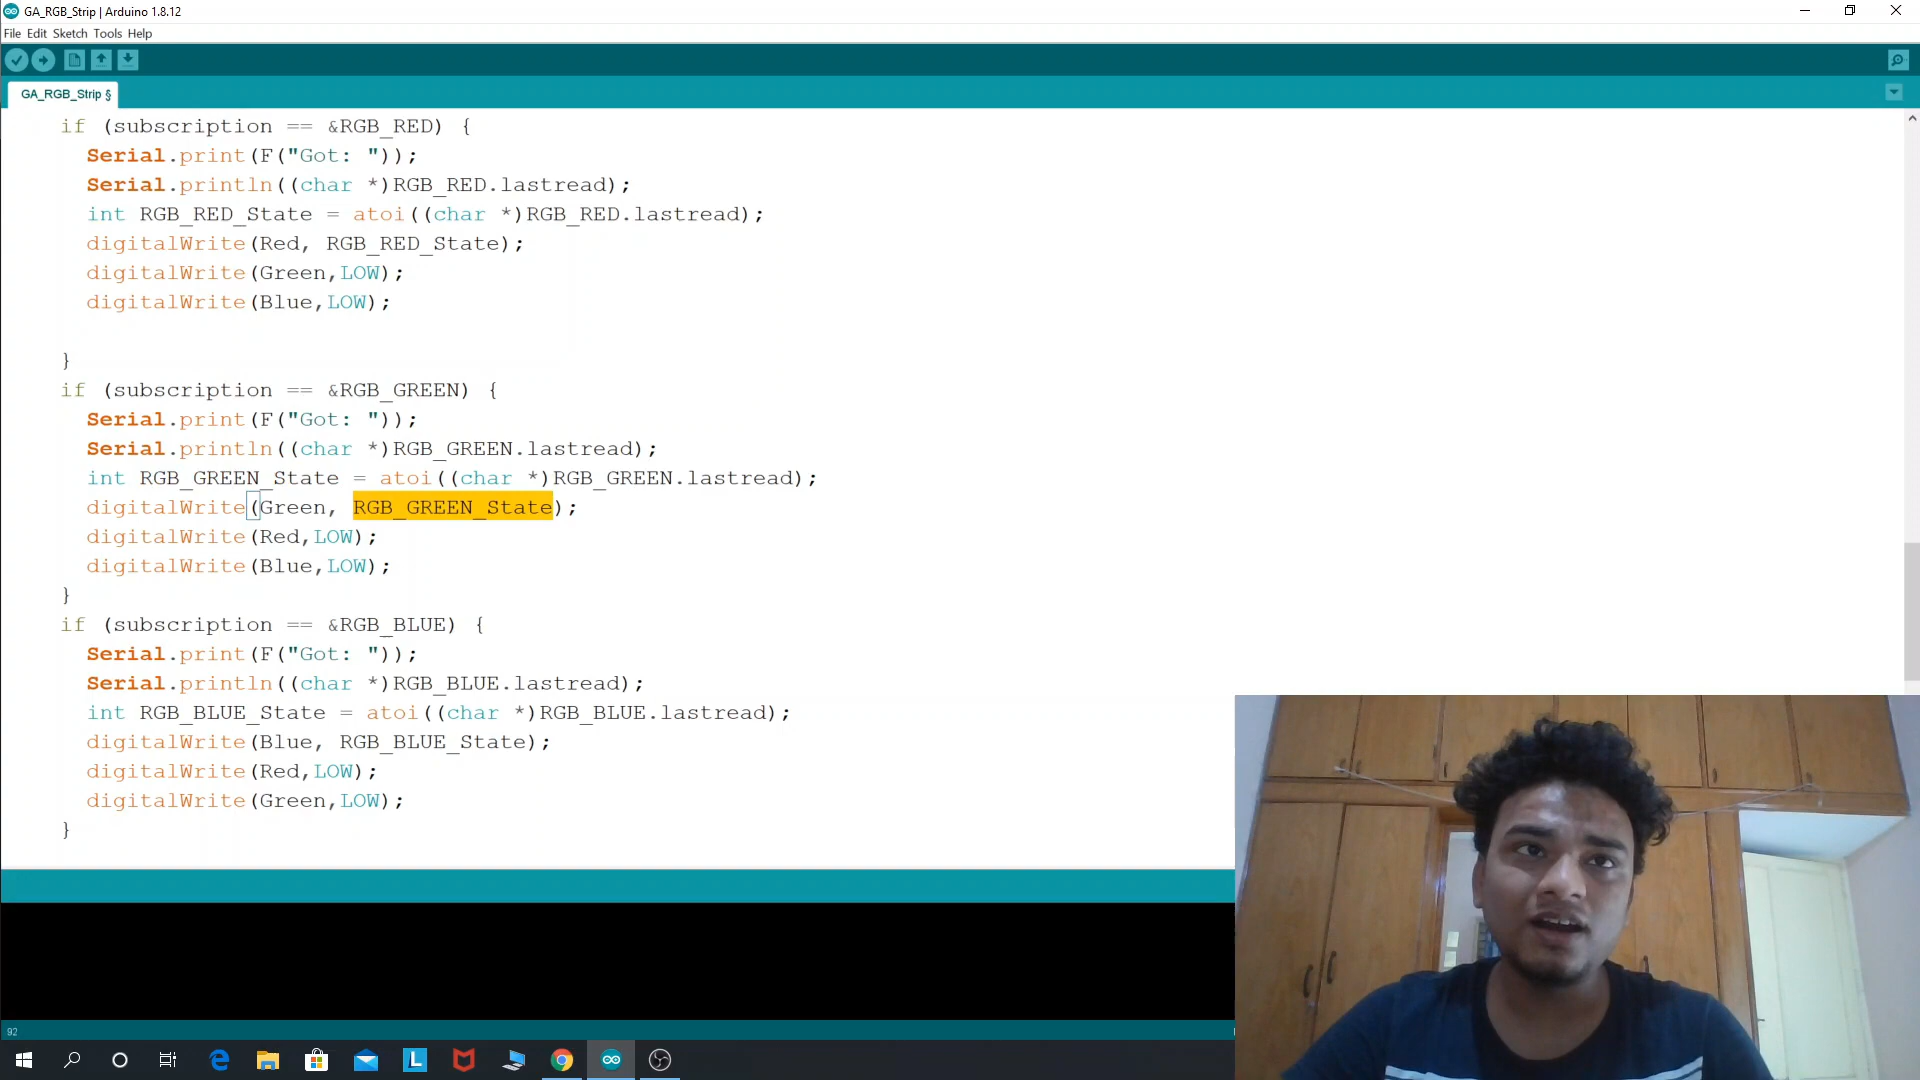 GA_RGB_Strip | Arduino 1.8.12
File Edit Sketch Tools Help
GA_RGB_Strip §
if (subscription == &RGB_RED) {
Serial.print(F("Got: "));
Serial.println((char *)RGB_RED.lastread);
int RGB_RED_State = atoi((char *)RGB_RED.lastread);
digitalWrite(Red, RGB_RED_State);
digitalWrite(Green,LOW);
digitalWrite(Blue,LOW);
}
if (subscription == &RGB_GREEN) {
Serial.print(F("Got: "));
Serial.println((char *)RGB_GREEN.lastread);
int RGB_GREEN_State = atoi((char *)RGB_GREEN.lastread);
digitalWrite(Green, RGB_GREEN_State);
digitalWrite(Red,LOW);
digitalWrite(Blue,LOW);
}
if (subscription == &RGB_BLUE) {
Serial.print(F("Got: "));
Serial.println((char *)RGB_BLUE.lastread);
int RGB_BLUE_State = atoi((char *)RGB_BLUE.lastread);
digitalWrite(Blue, RGB_BLUE_State);
digitalWrite(Red,LOW);
digitalWrite(Green,LOW);
}
92
L